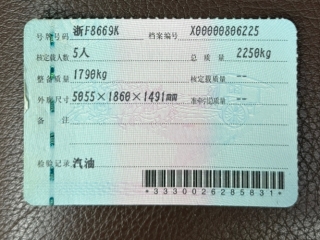 号牌号码 浙F8669K 档案编号 X00000806225
核定载人数 5人 总质量 2250kg
整备质量 1790kg 核定载质量 --
外廓尺寸 5055×1860×1491mm 准牵引总质量 --
备注
检验记录 汽油
*3330026285831*